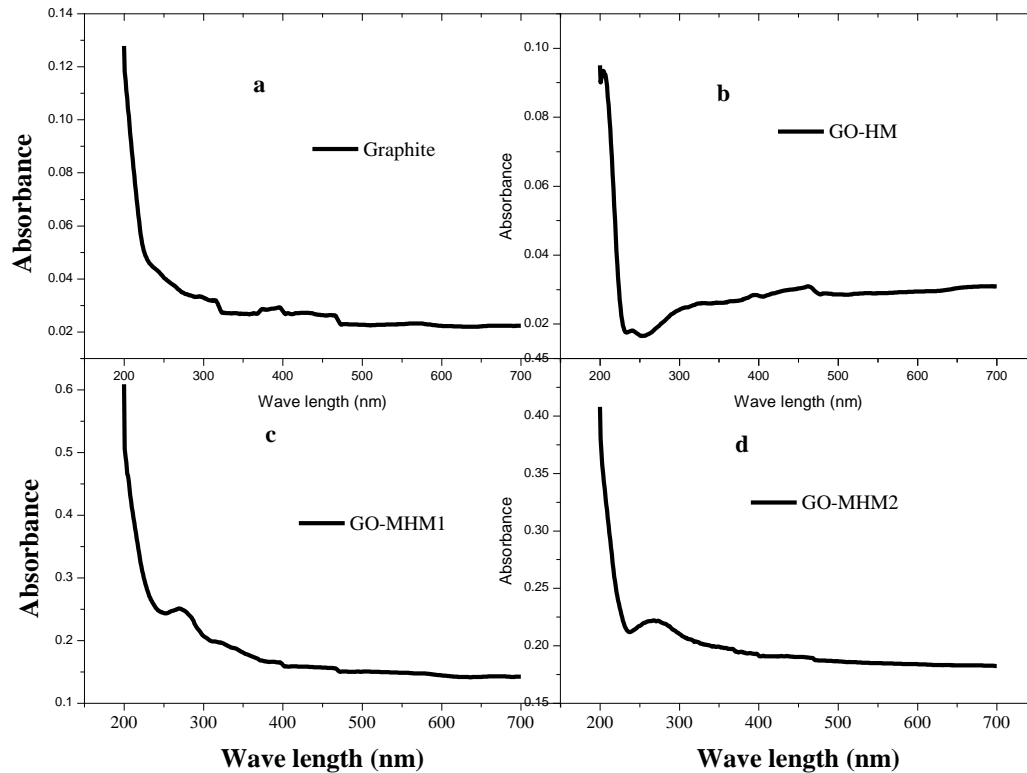 0.14
0.12
0.10
0.08
0.06
0.04
0.02
Absorbance
a
Graphite
200 300 400 500 600 700
Wave length (nm)
0.10
0.08
0.06
0.04
0.02
Absorbance
b
GO-HM
200 300 400 500 600 700
Wave length (nm)
0.6
0.5
0.4
0.3
0.2
0.1
Absorbance
c
GO-MHM1
200 300 400 500 600 700
Wave length (nm)
0.45
0.40
0.35
0.30
0.25
0.20
0.15
Absorbance
d
GO-MHM2
200 300 400 500 600 700
Wave length (nm)